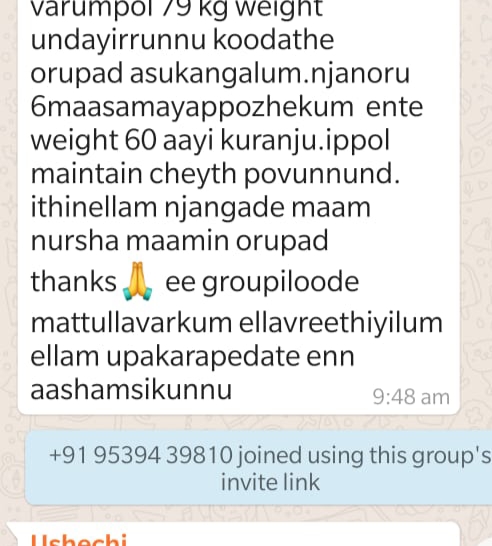 varumpol 79 kg weight
undayirrunnu koodathe
orupad asukangalum.njanoru
6maasamayappozhekum ente
weight 60 aayi kuranju.ippol
maintain cheyth povunnund.
ithinellam njangade maam
nursha maamin orupad
thanks🙏 ee groupiloode
mattullavarkum ellavreethiyilum
ellam upakarapedate enn
aashamsikunnu
9:48 am
+91 95394 39810 joined using this group's
invite link
Ushechi